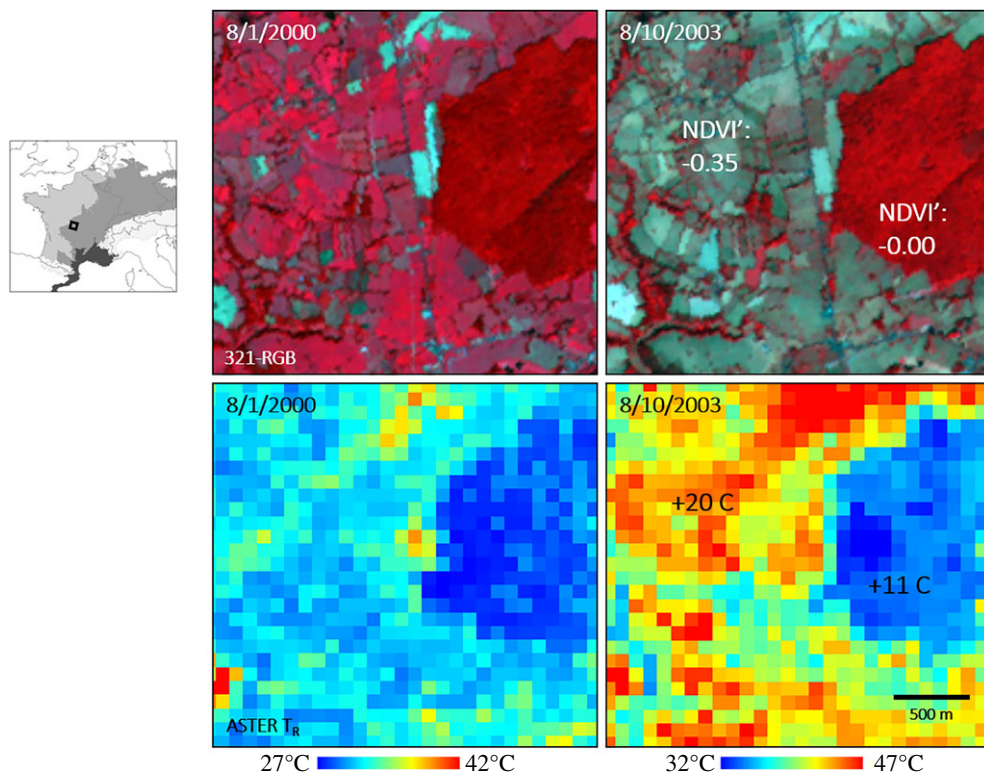 8/1/2000
8/10/2003
NDVI’:
-0.35
NDVI’:
-0.00
321-RGB
8/1/2000
8/10/2003
+20 C
+11 C
500 m
ASTER TR
27°C 42°C 32°C 47°C